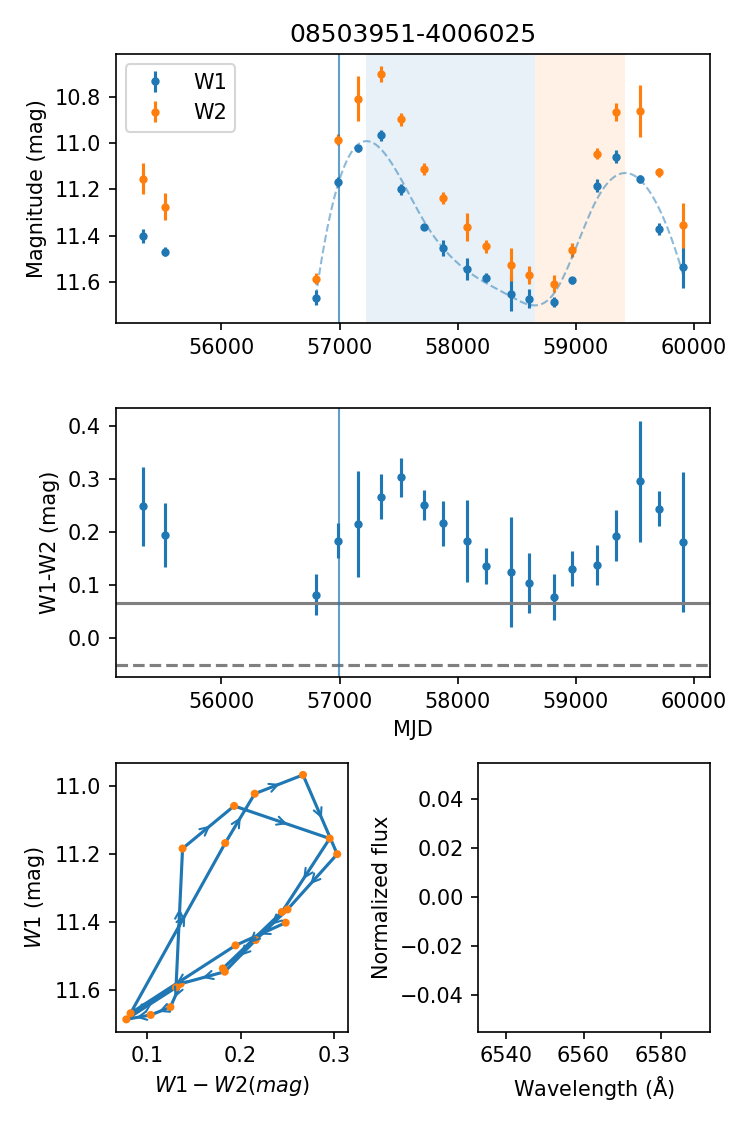 08503951-4006025
W1
W2
Magnitude (mag)
10.8
11.0
11.2
11.4
11.6
56000 57000 58000 59000 60000
W1-W2 (mag)
0.4
0.3
0.2
0.1
0.0
56000 57000 58000 59000 60000
MJD
W1 (mag)
11.0
11.2
11.4
11.6
0.1 0.2 0.3
W1 − W2(mag)
Normalized flux
0.04
0.02
0.00
−0.02
−0.04
6540 6560 6580
Wavelength (Å)